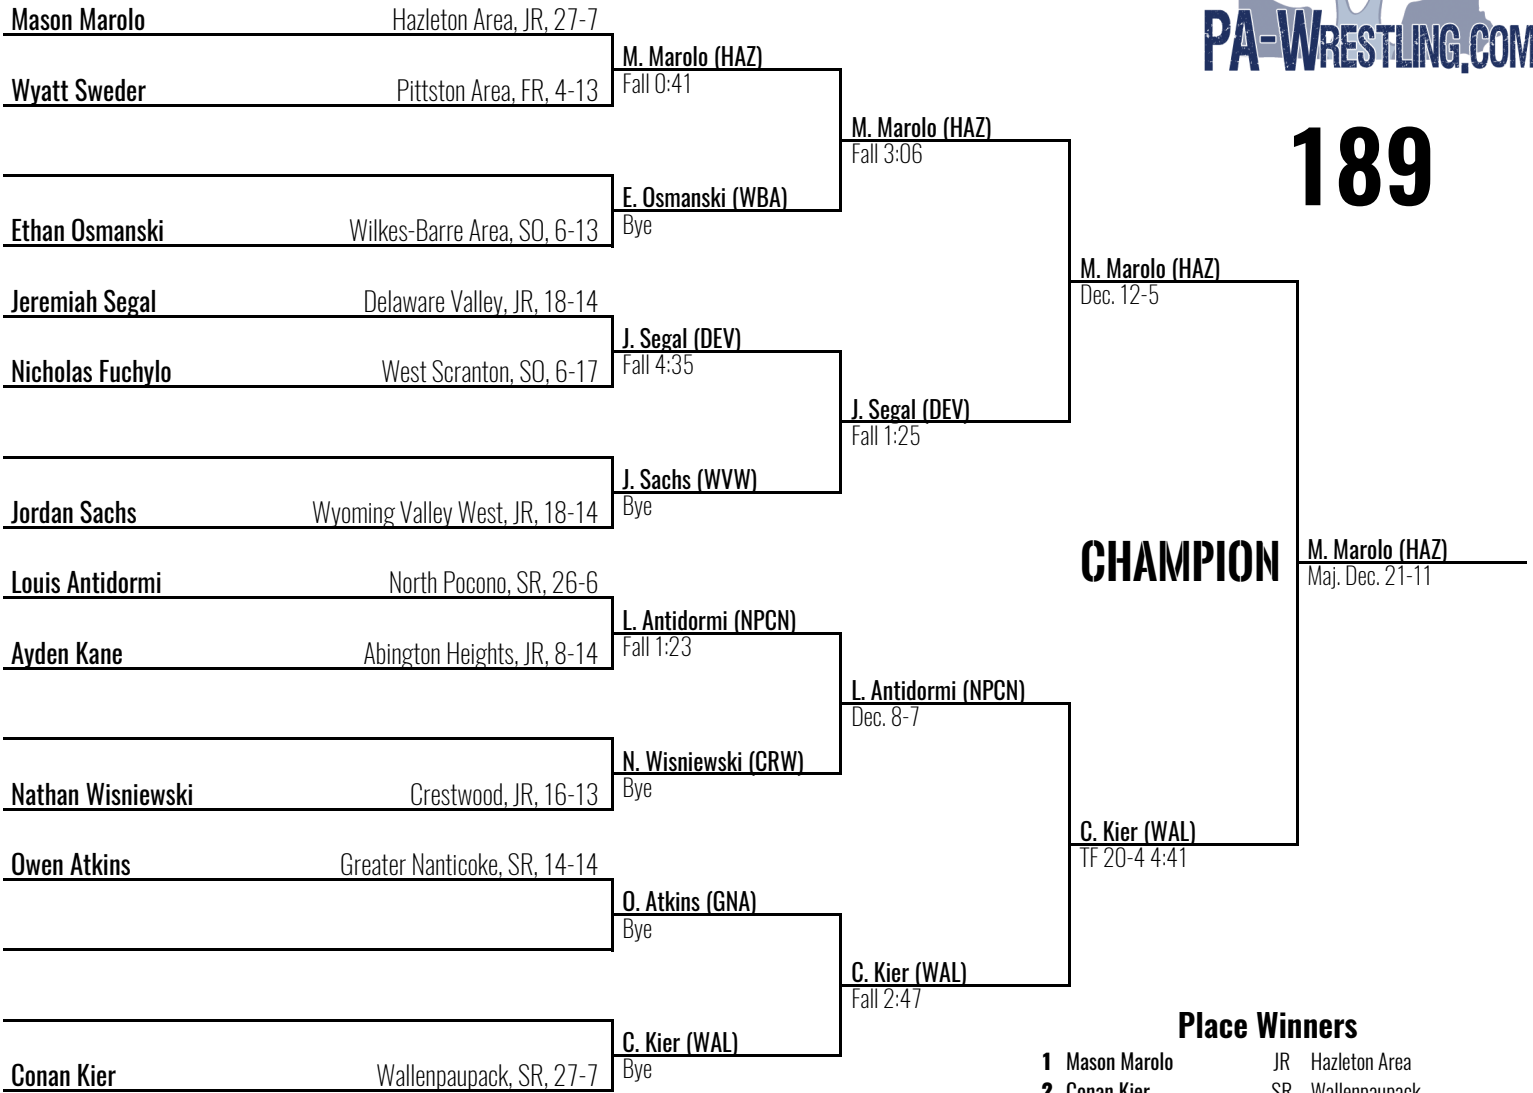 PA-WRESTLING.COM
189
Mason Marolo Hazleton Area, JR, 27-7
M. Marolo (HAZ)
Fall 0:41
Wyatt Sweder Pittston Area, FR, 4-13
M. Marolo (HAZ)
Fall 3:06
E. Osmanski (WBA)
Bye
Ethan Osmanski Wilkes-Barre Area, SO, 6-13
M. Marolo (HAZ)
Dec. 12-5
Jeremiah Segal Delaware Valley, JR, 18-14
J. Segal (DEV)
Fall 4:35
Nicholas Fuchylo West Scranton, SO, 6-17
J. Segal (DEV)
Fall 1:25
J. Sachs (WVW)
Bye
Jordan Sachs Wyoming Valley West, JR, 18-14
CHAMPION
M. Marolo (HAZ)
Maj. Dec. 21-11
Louis Antidormi North Pocono, SR, 26-6
L. Antidormi (NPCN)
Fall 1:23
Ayden Kane Abington Heights, JR, 8-14
L. Antidormi (NPCN)
Dec. 8-7
N. Wisniewski (CRW)
Bye
Nathan Wisniewski Crestwood, JR, 16-13
C. Kier (WAL)
TF 20-4 4:41
Owen Atkins Greater Nanticoke, SR, 14-14
O. Atkins (GNA)
Bye
C. Kier (WAL)
Fall 2:47
C. Kier (WAL)
Bye
Conan Kier Wallenpaupack, SR, 27-7
Place Winners
1 Mason Marolo JR Hazleton Area
2 Conan Kier SR Wallenpaupack